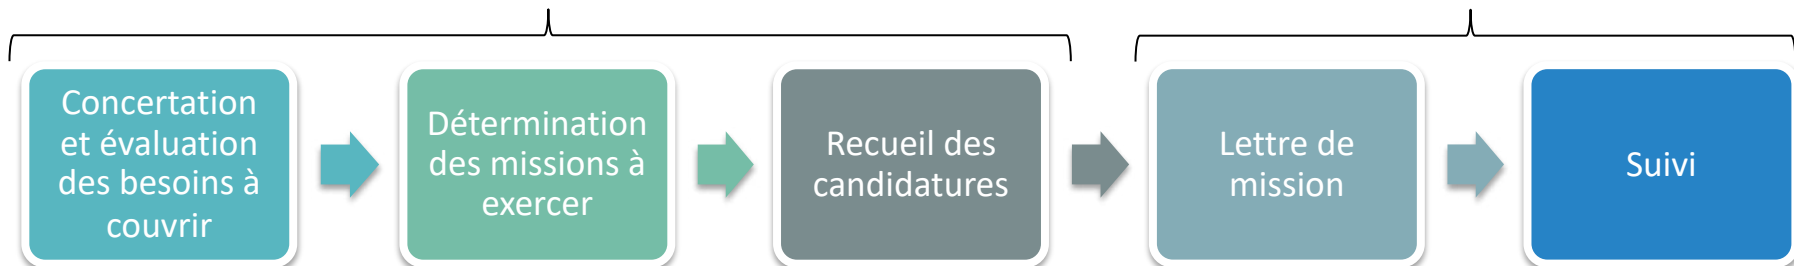 Concertation
et évaluation
des besoins à
couvrir
Détermination
des missions à
exercer
Recueil des
candidatures
Lettre de
mission
Suivi